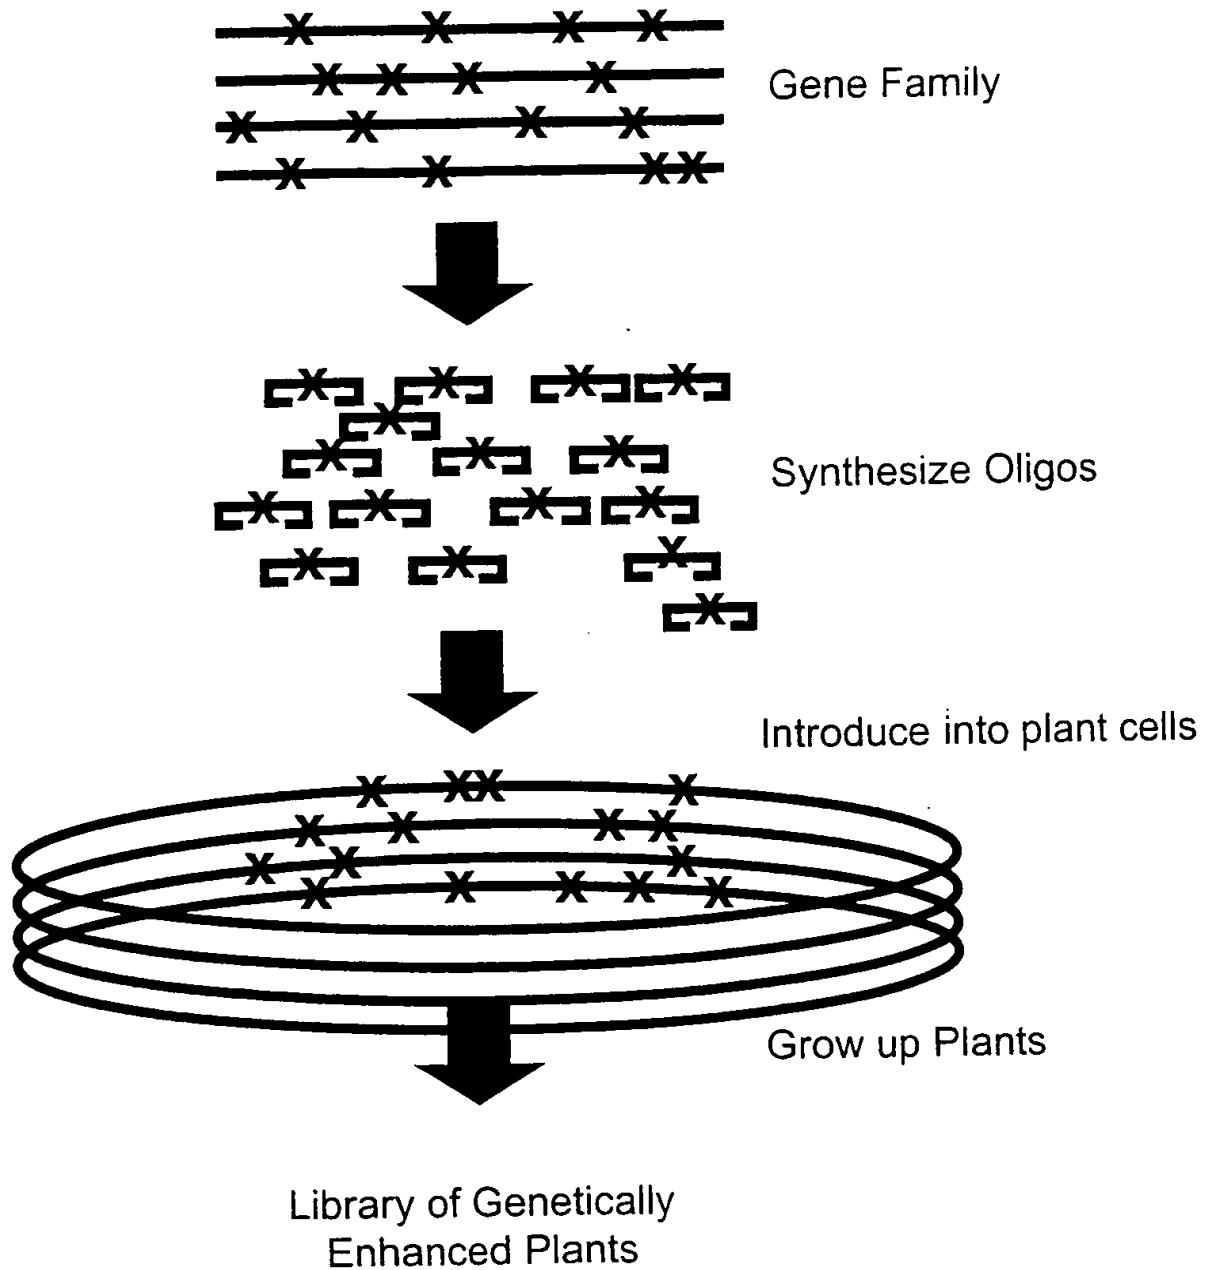 Gene Family
Synthesize Oligos
Introduce into plant cells
Grow up Plants
Library of Genetically
Enhanced Plants